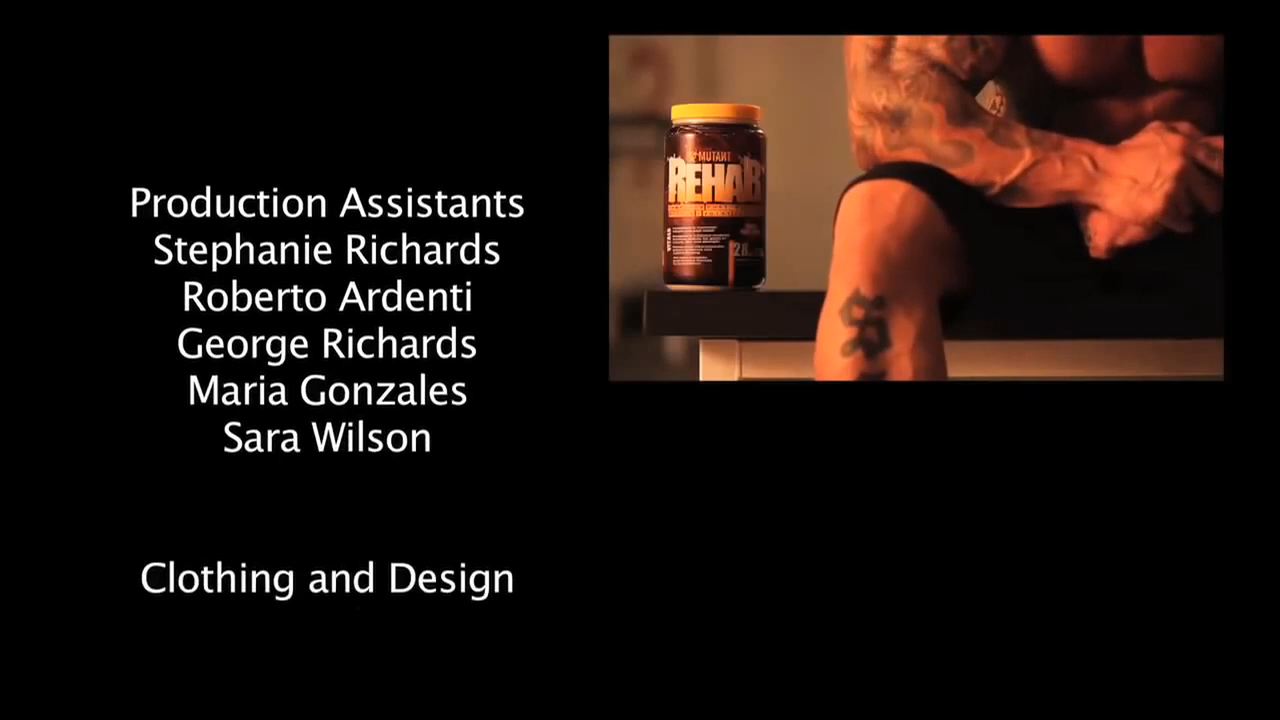 Production Assistants
Stephanie Richards
Roberto Ardenti
George Richards
Maria Gonzales
Sara Wilson
Clothing and Design
MUTANT
REHAB